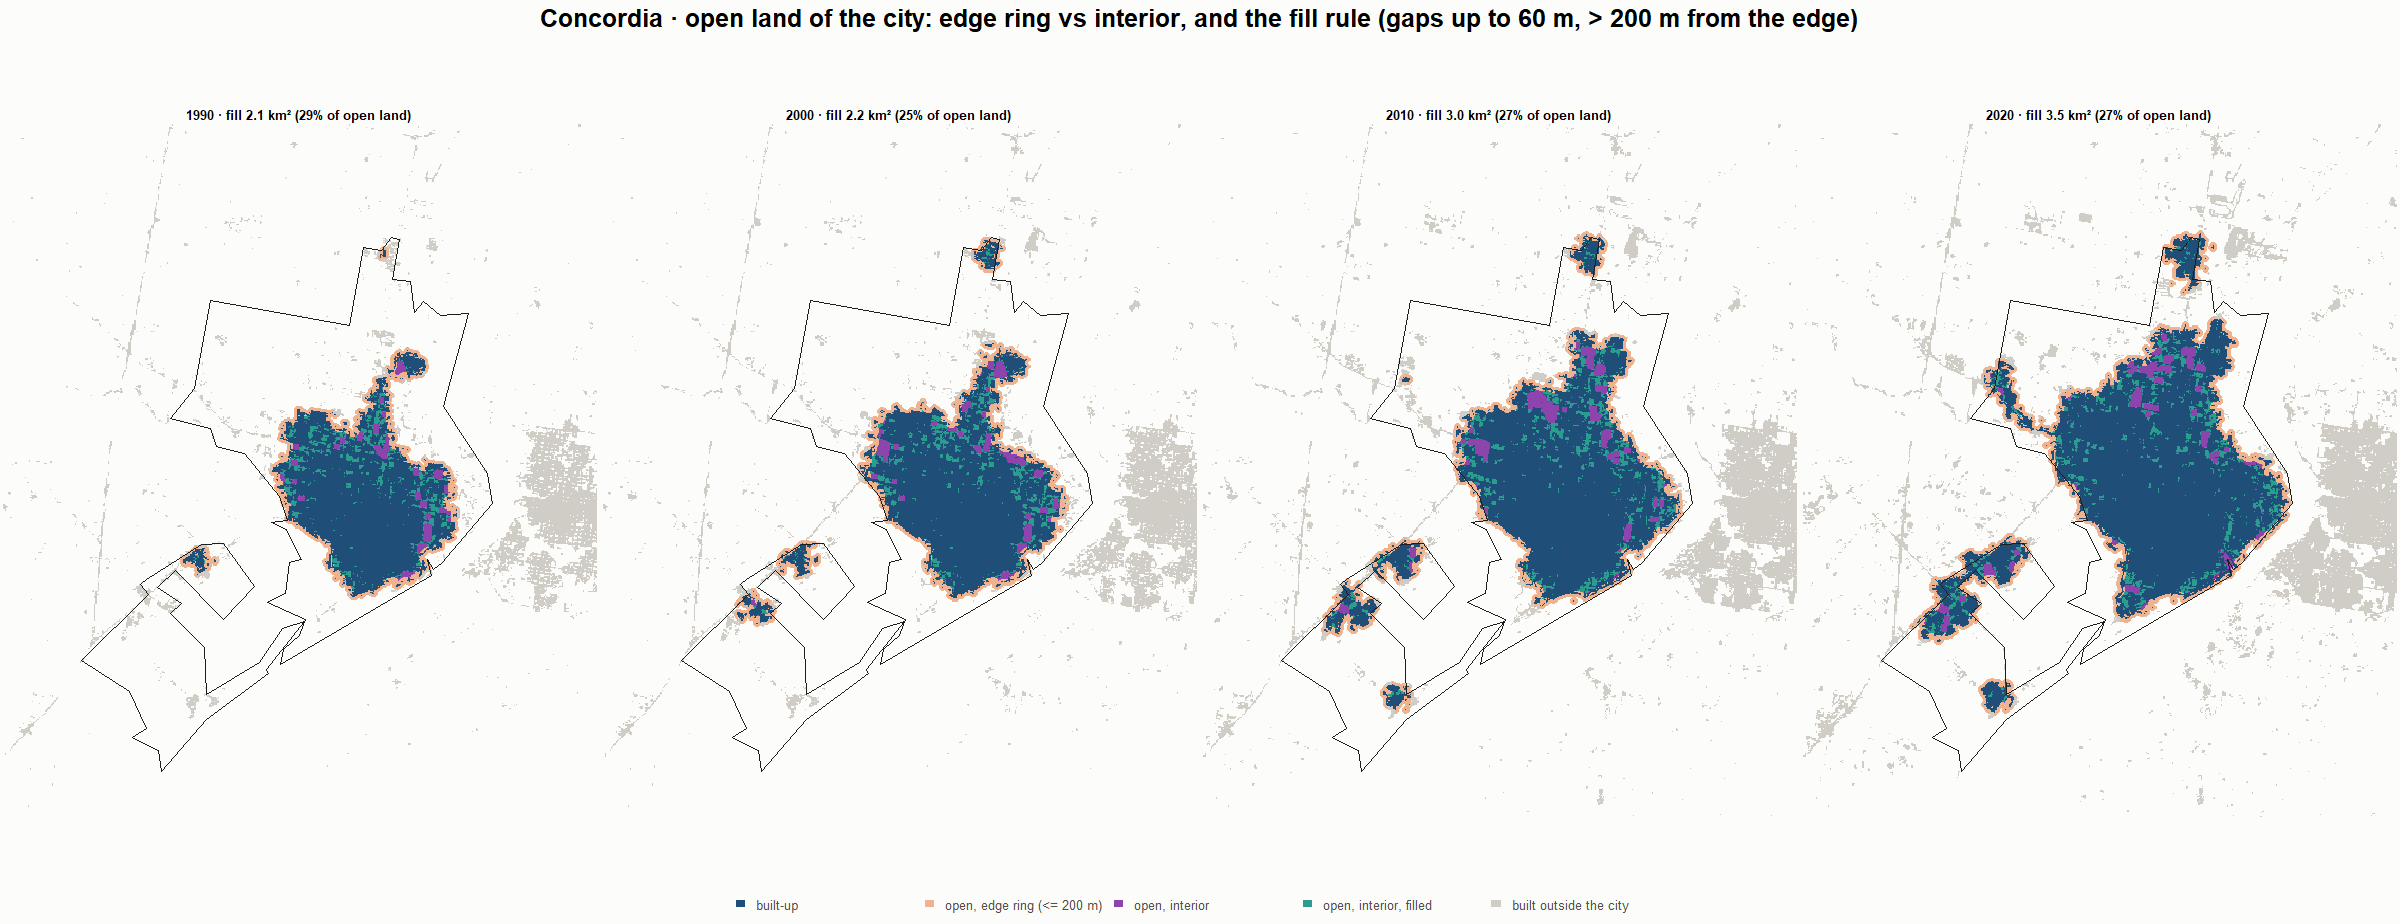 Concordia · open land of the city: edge ring vs interior, and the fill rule (gaps up to 60 m, > 200 m from the edge)
1990 · fill 2.1 km² (29% of open land)
2000 · fill 2.2 km² (25% of open land)
2010 · fill 3.0 km² (27% of open land)
2020 · fill 3.5 km² (27% of open land)
built-up
open, edge ring (<= 200 m)
open, interior
open, interior, filled
built outside the city